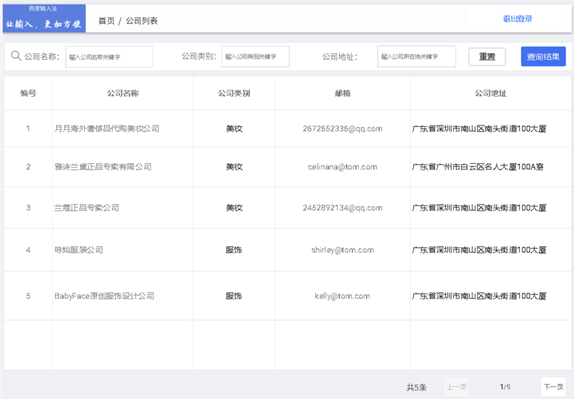 百家输入法
让输入，更加方便
首页 / 公司列表
退出登录
公司名称: 输入公司名称关键字 公司类别: 输入公司类别关键字 公司地址: 输入公司所在地关键字 重置 查询结果
编号 公司名称 公司类别 邮箱 公司地址
1 月月海外奢侈品代购美妆公司 美妆 2672652336@qq.com 广东省深圳市南山区南头街道100大厦
2 雅诗兰黛正品专卖有限公司 美妆 celinana@tom.com 广东省广州市白云区名人大厦100A室
3 兰蔻正品专卖公司 美妆 2452892134@qq.com 广东省深圳市南山区南头街道100大厦
4 咏灿服装公司 服饰 shirley@tom.com 广东省深圳市南山区南头街道100大厦
5 BabyFace原创服饰设计公司 服饰 kelly@tom.com 广东省深圳市南山区南头街道100大厦
共5条 上一页 1/5 下一页